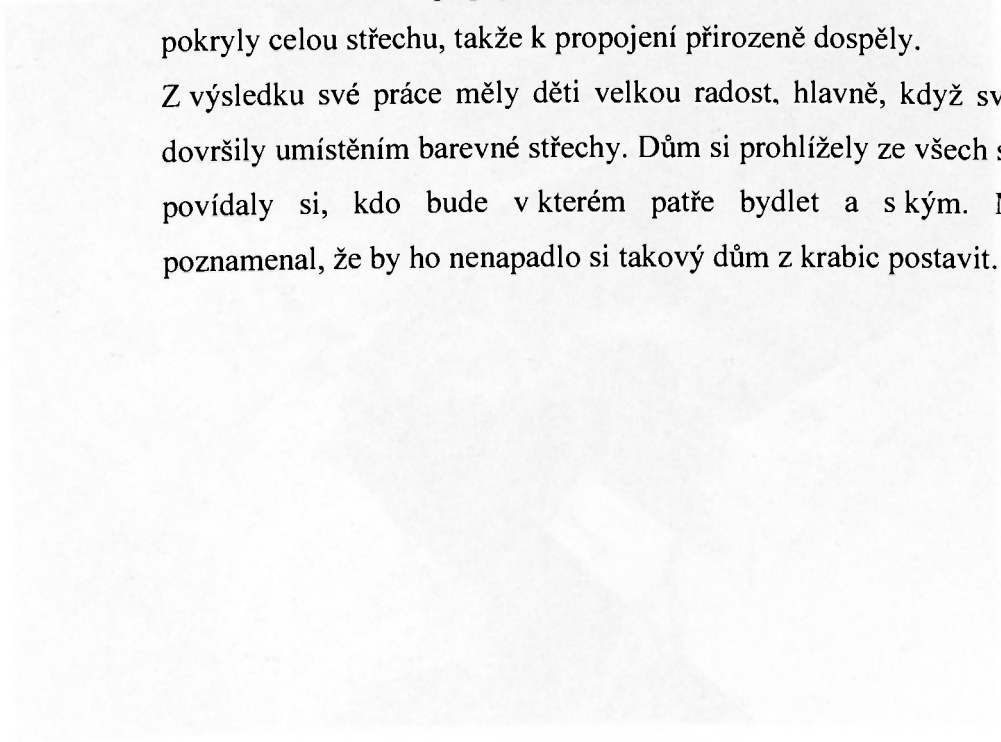 pokryly celou střechu, takže k propojení přirozeně dospěly.
Z výsledku své práce měly děti velkou radost, hlavně, když
dovršily umístěním barevné střechy. Dům si prohlížely ze všech
povídaly si, kdo bude v kterém patře bydlet a s kým.
poznamenal, že by ho nenapadlo si takový dům z krabic postavit.